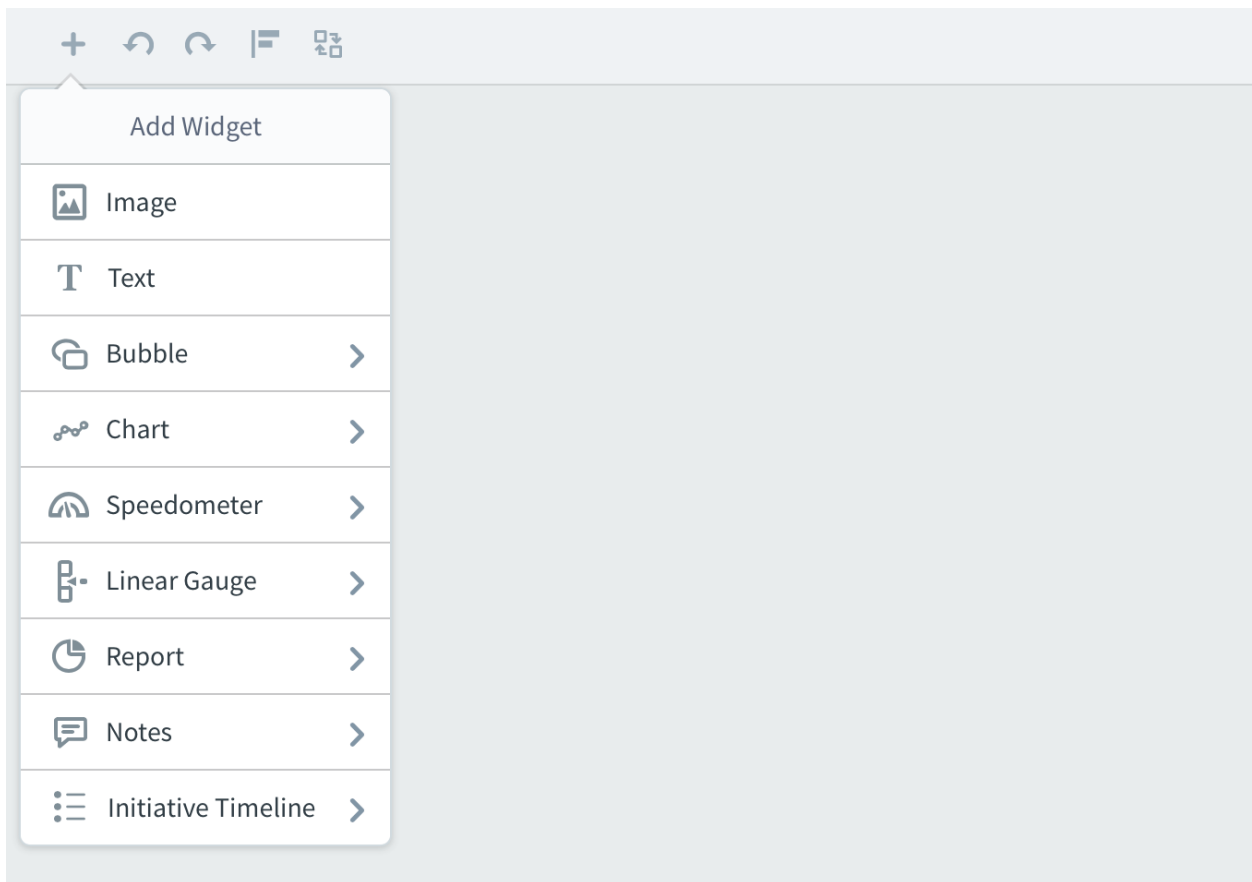 Add Widget
Image
Text
Bubble
Chart
Speedometer
Linear Gauge
Report
Notes
Initiative Timeline